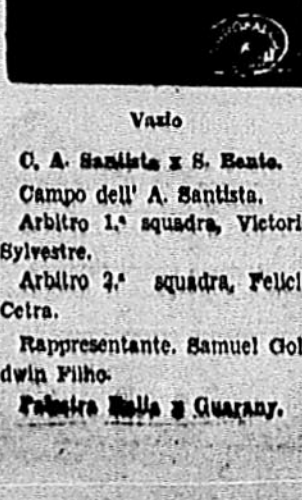 Vazio
C. A. Santista x S. Bento.
Campo dell' A. Santista.
Arbitro 1.ª squadra, Victori
Sylvestre.
Arbitro 2.ª squadra, Felici
Cetra.
Rappresentante. Samuel Gol
dwin Filho.
Palestra Italia x Guarany.